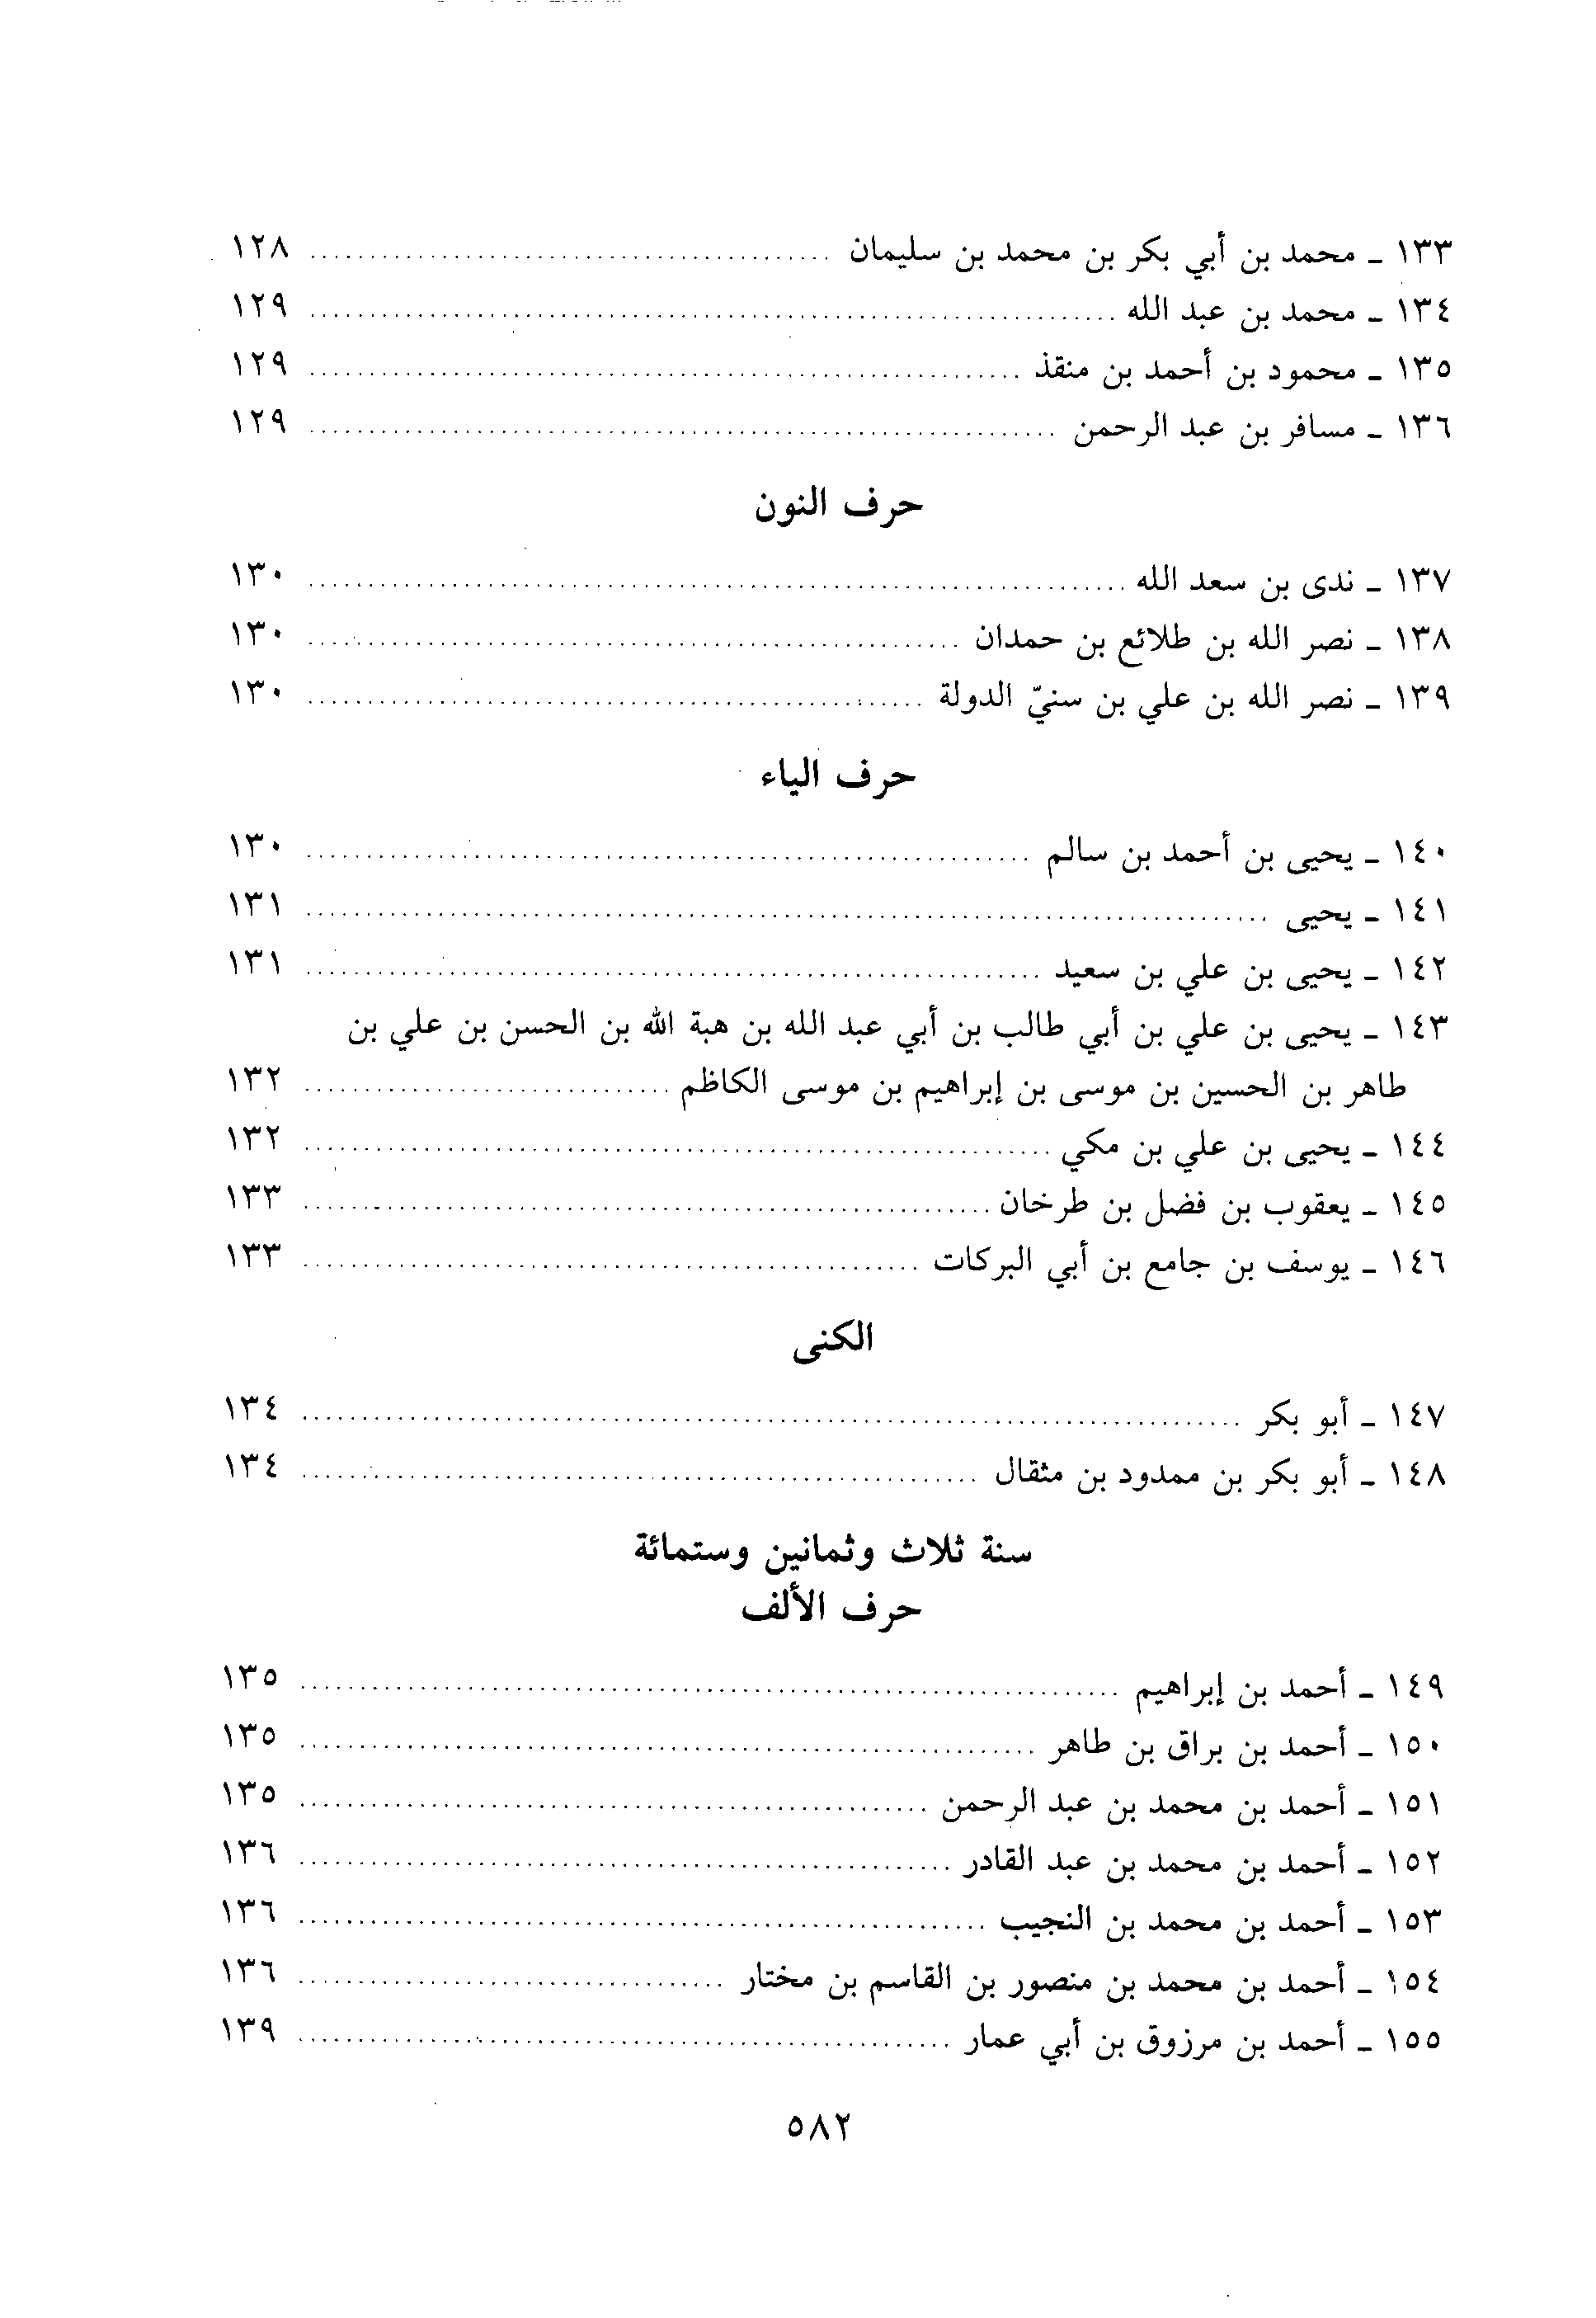 ١٣٣ ـ محمد بن أبي بكر بن محمد بن سليمان ........ ١٢٨
١٣٤ ـ محمد بن عبد الله ........ ١٢٩
١٣٥ ـ محمود بن أحمد بن منقذ ........ ١٢٩
١٣٦ ـ مسافر بن عبد الرحمن ........ ١٢٩
حرف النون
١٣٧ ـ ندى بن سعد الله ........ ١٣٠
١٣٨ ـ نصر الله بن طلائع بن حمدان ........ ١٣٠
١٣٩ ـ نصر الله بن علي بن سنيّ الدولة ........ ١٣٠
حرف الياء
١٤٠ ـ يحيى بن أحمد بن سالم ........ ١٣٠
١٤١ ـ يحيى ........ ١٣١
١٤٢ ـ يحيى بن علي بن سعيد ........ ١٣١
١٤٣ ـ يحيى بن علي بن أبي طالب بن أبي عبد الله بن هبة الله بن الحسن بن علي بن
طاهر بن الحسين بن موسى بن إبراهيم بن موسى الكاظم ........ ١٣٢
١٤٤ ـ يحيى بن علي بن مكي ........ ١٣٢
١٤٥ ـ يعقوب بن فضل بن طرخان ........ ١٣٣
١٤٦ ـ يوسف بن جامع بن أبي البركات ........ ١٣٣
الكنى
١٤٧ ـ أبو بكر ........ ١٣٤
١٤٨ ـ أبو بكر بن ممدود بن مثقال ........ ١٣٤
سنة ثلاث وثمانين وستمائة
حرف الألف
١٤٩ ـ أحمد بن إبراهيم ........ ١٣٥
١٥٠ ـ أحمد بن براق بن طاهر ........ ١٣٥
١٥١ ـ أحمد بن محمد بن عبد الرحمن ........ ١٣٥
١٥٢ ـ أحمد بن محمد بن عبد القادر ........ ١٣٦
١٥٣ ـ أحمد بن محمد بن النجيب ........ ١٣٦
١٥٤ ـ أحمد بن محمد بن منصور بن القاسم بن مختار ........ ١٣٦
١٥٥ ـ أحمد بن مرزوق بن أبي عمار ........ ١٣٩
٥٨٢